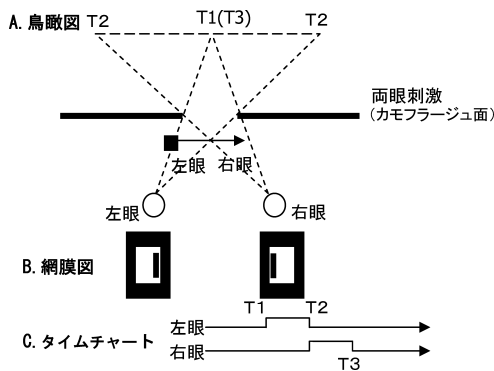 A. 鳥瞰図
T2
T1(T3)
T2
両眼刺激
(カモフラージュ面)
左眼
右眼
左眼
右眼
B. 網膜図
T1
T2
C. タイムチャート
左眼
右眼
T3